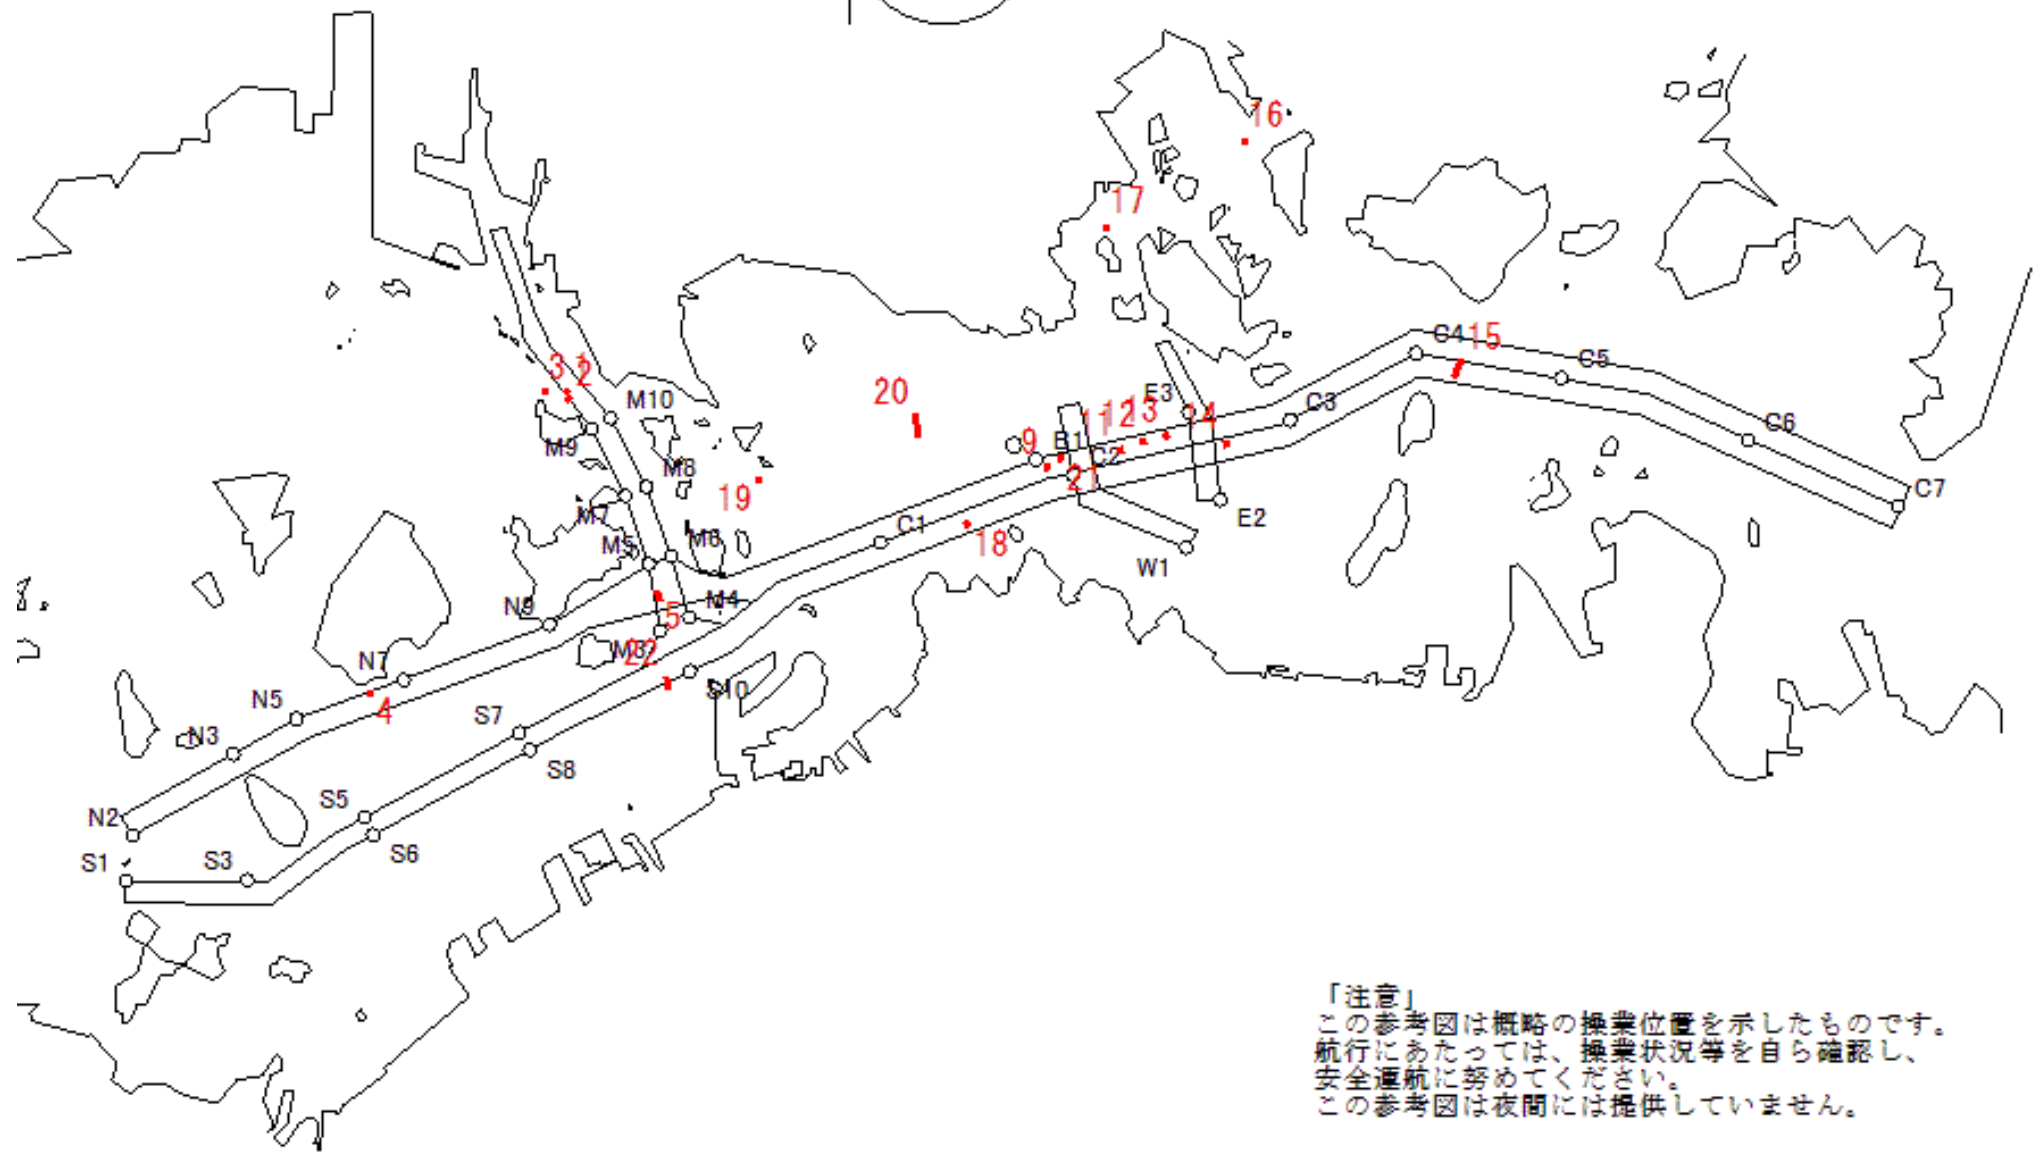 16
17
C4 15
C5
3 1
2
M10
20
E3
11 12 13 14
C3
9 B1
C2
21
C6
M9
M8
19
C7
M7
E2
M5
M6
C1
18
W1
N9
M4
5
M3
22
N7
S10
N5
4
N3
S7
S8
N2
S5
S1
S3
S6
「注意」
この参考図は概略の操業位置を示したものです。
航行にあたっては、操業状況等を自ら確認し、
安全運航に努めてください。
この参考図は夜間には提供していません。